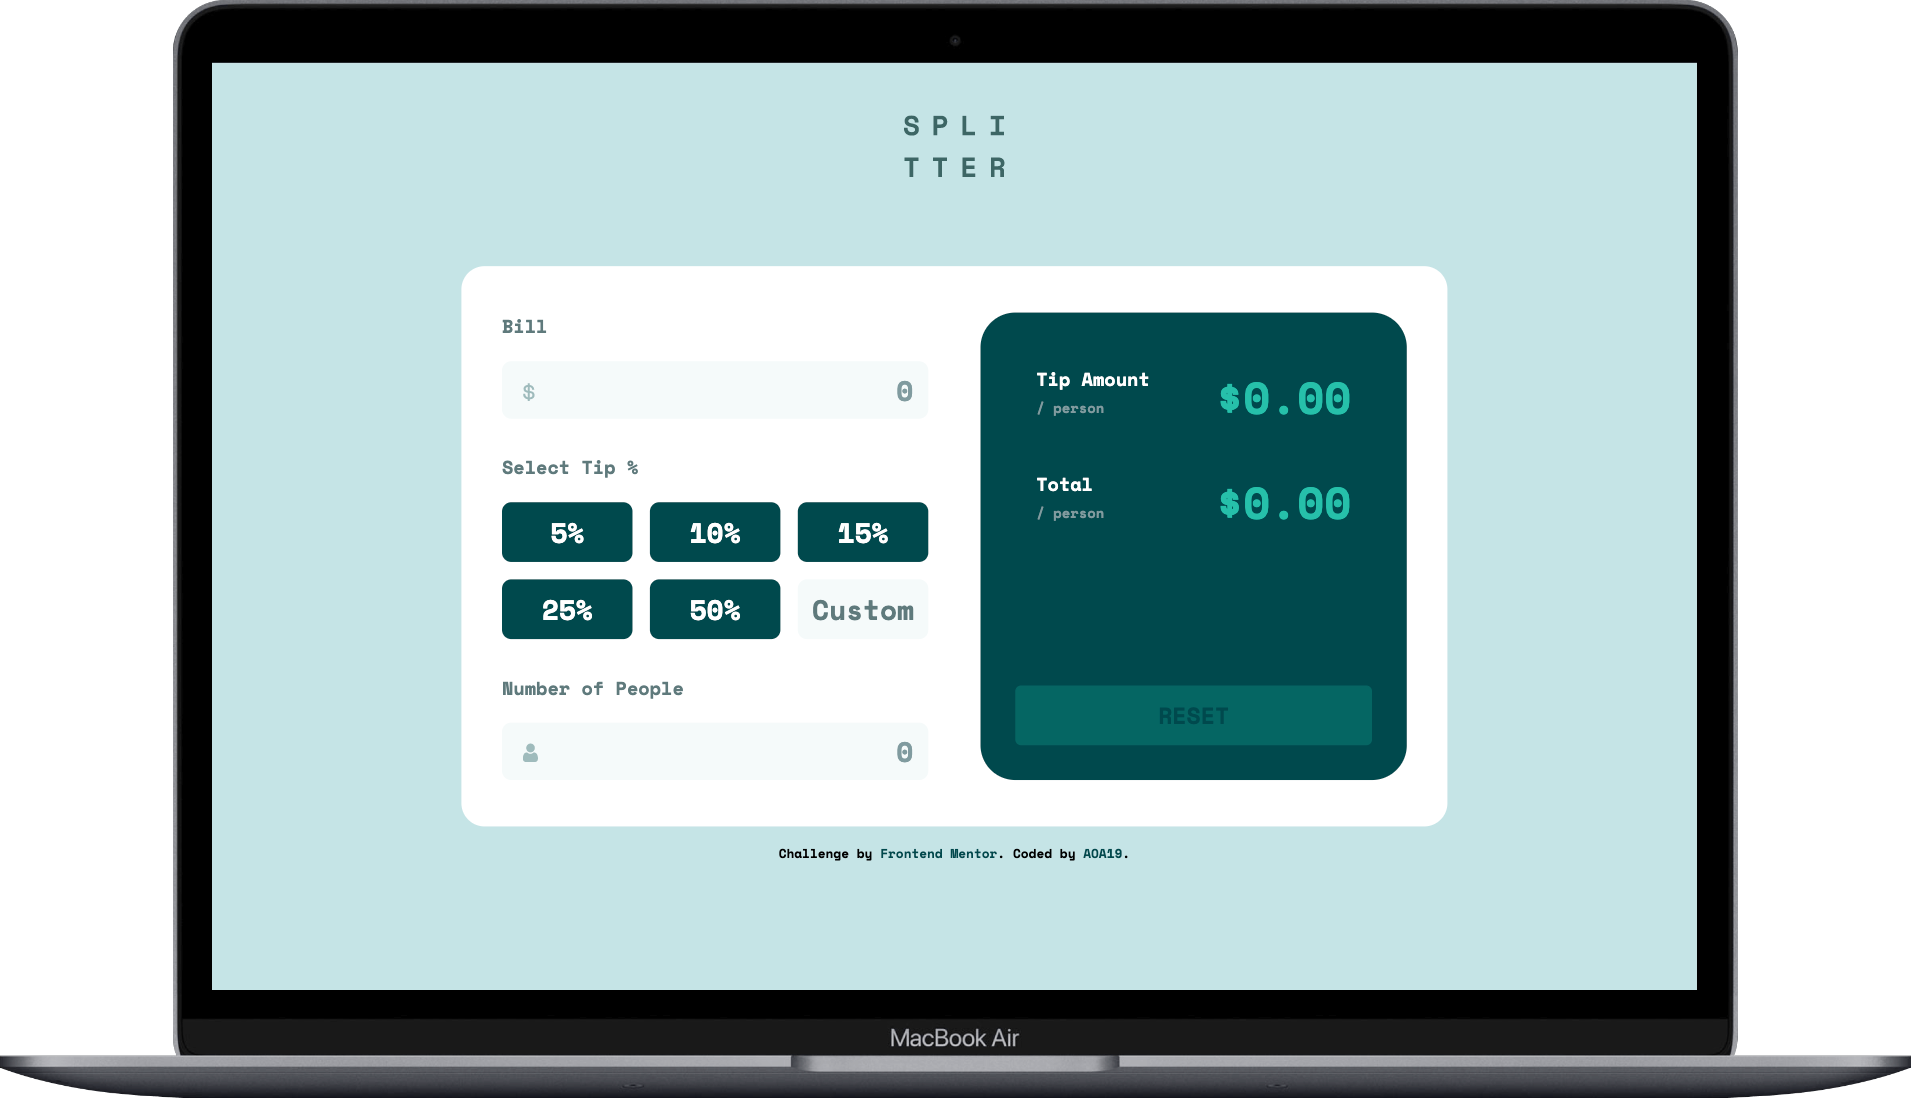 SPLI
TTER
Bill
$ 0
Select Tip %
5% 10% 15%
25% 50% Custom
Number of People
0
Tip Amount
/ person
$0.00
Total
/ person
$0.00
RESET
Challenge by Frontend Mentor. Coded by AOA19.
MacBook Air